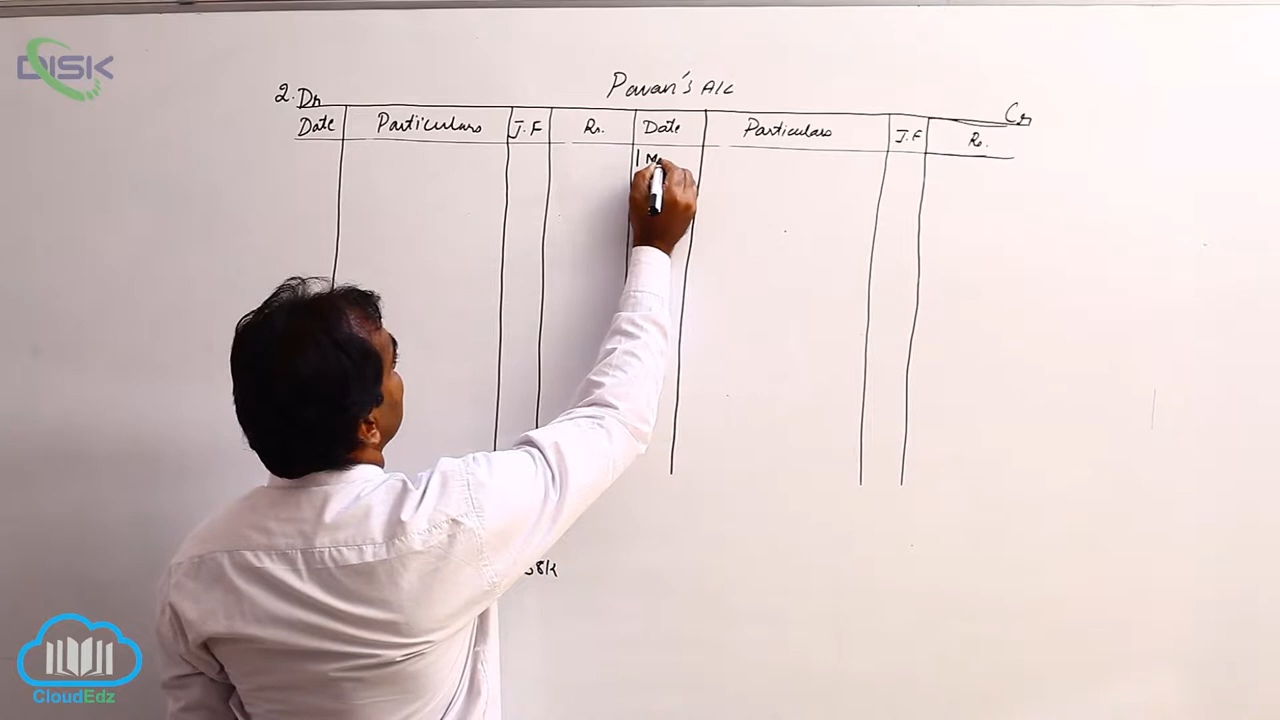 DISK
Pavan's A/c
2. Dr Cr
Date Particulars J.F Rs. Date Particulars J.F Rs.
1
CloudEdz